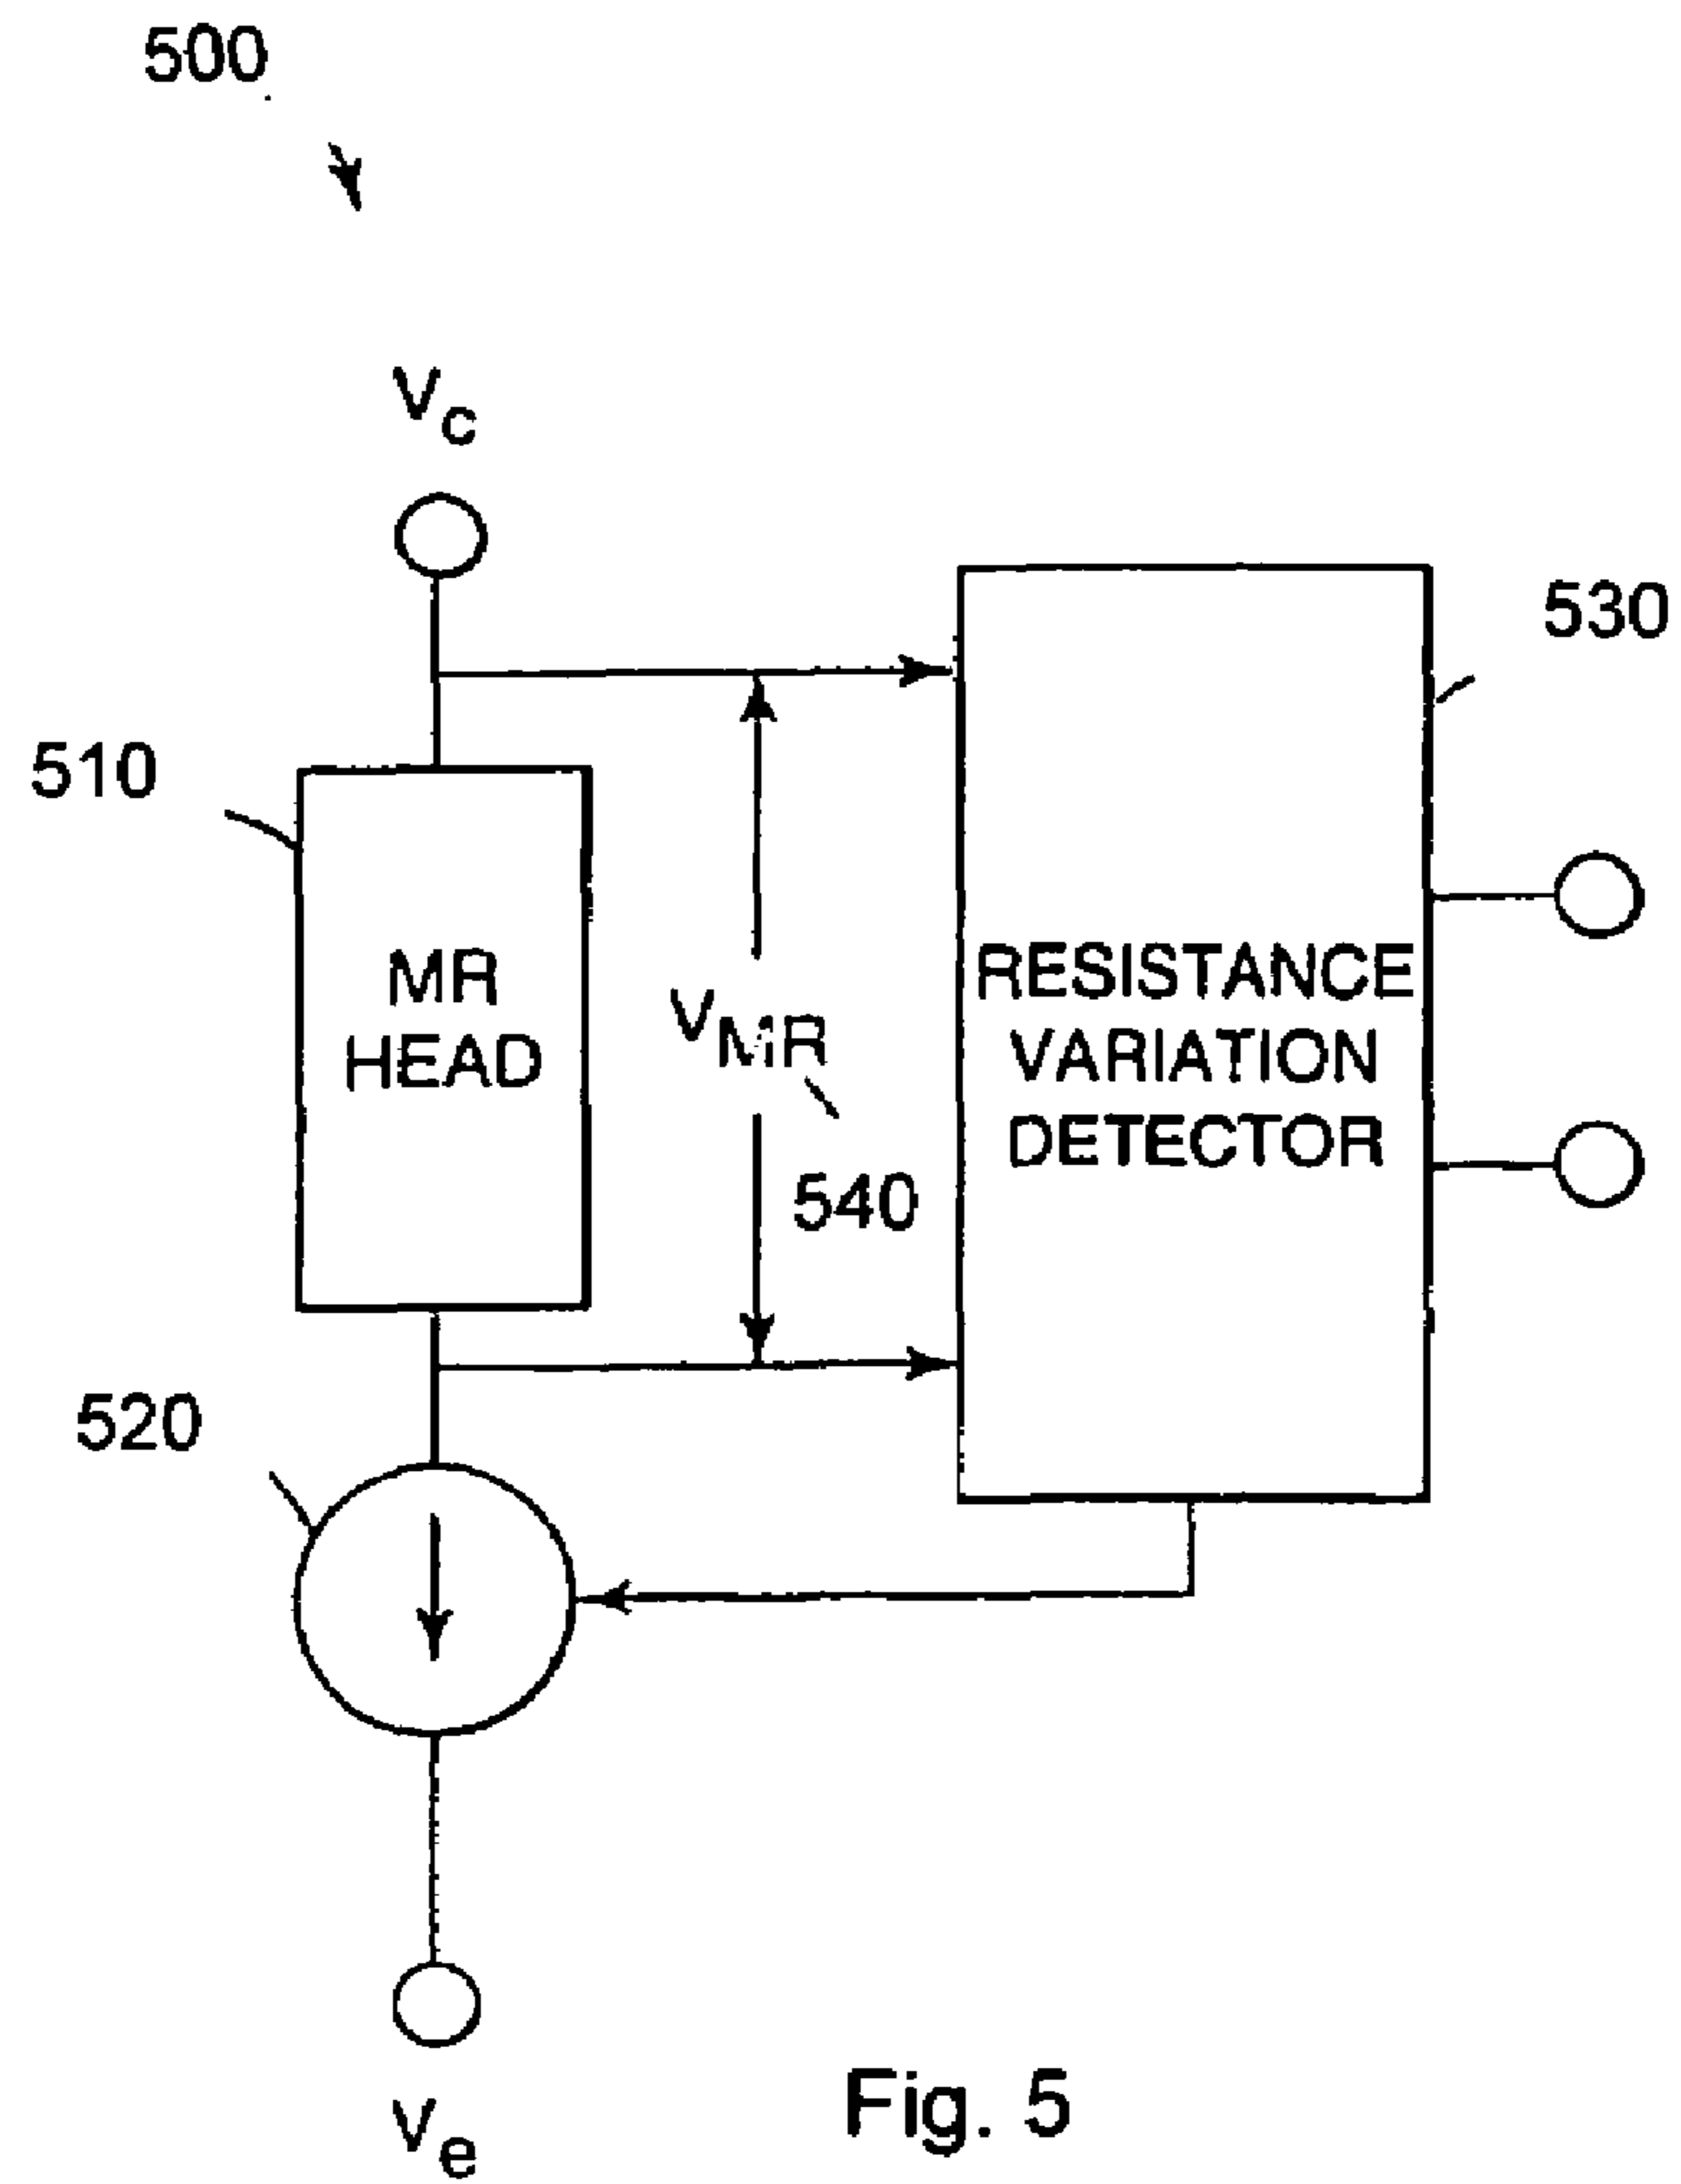 500
Vc
530
510
MR
HEAD
VMR
RESISTANCE
VARIATION
DETECTOR
540
520
Ve
Fig. 5